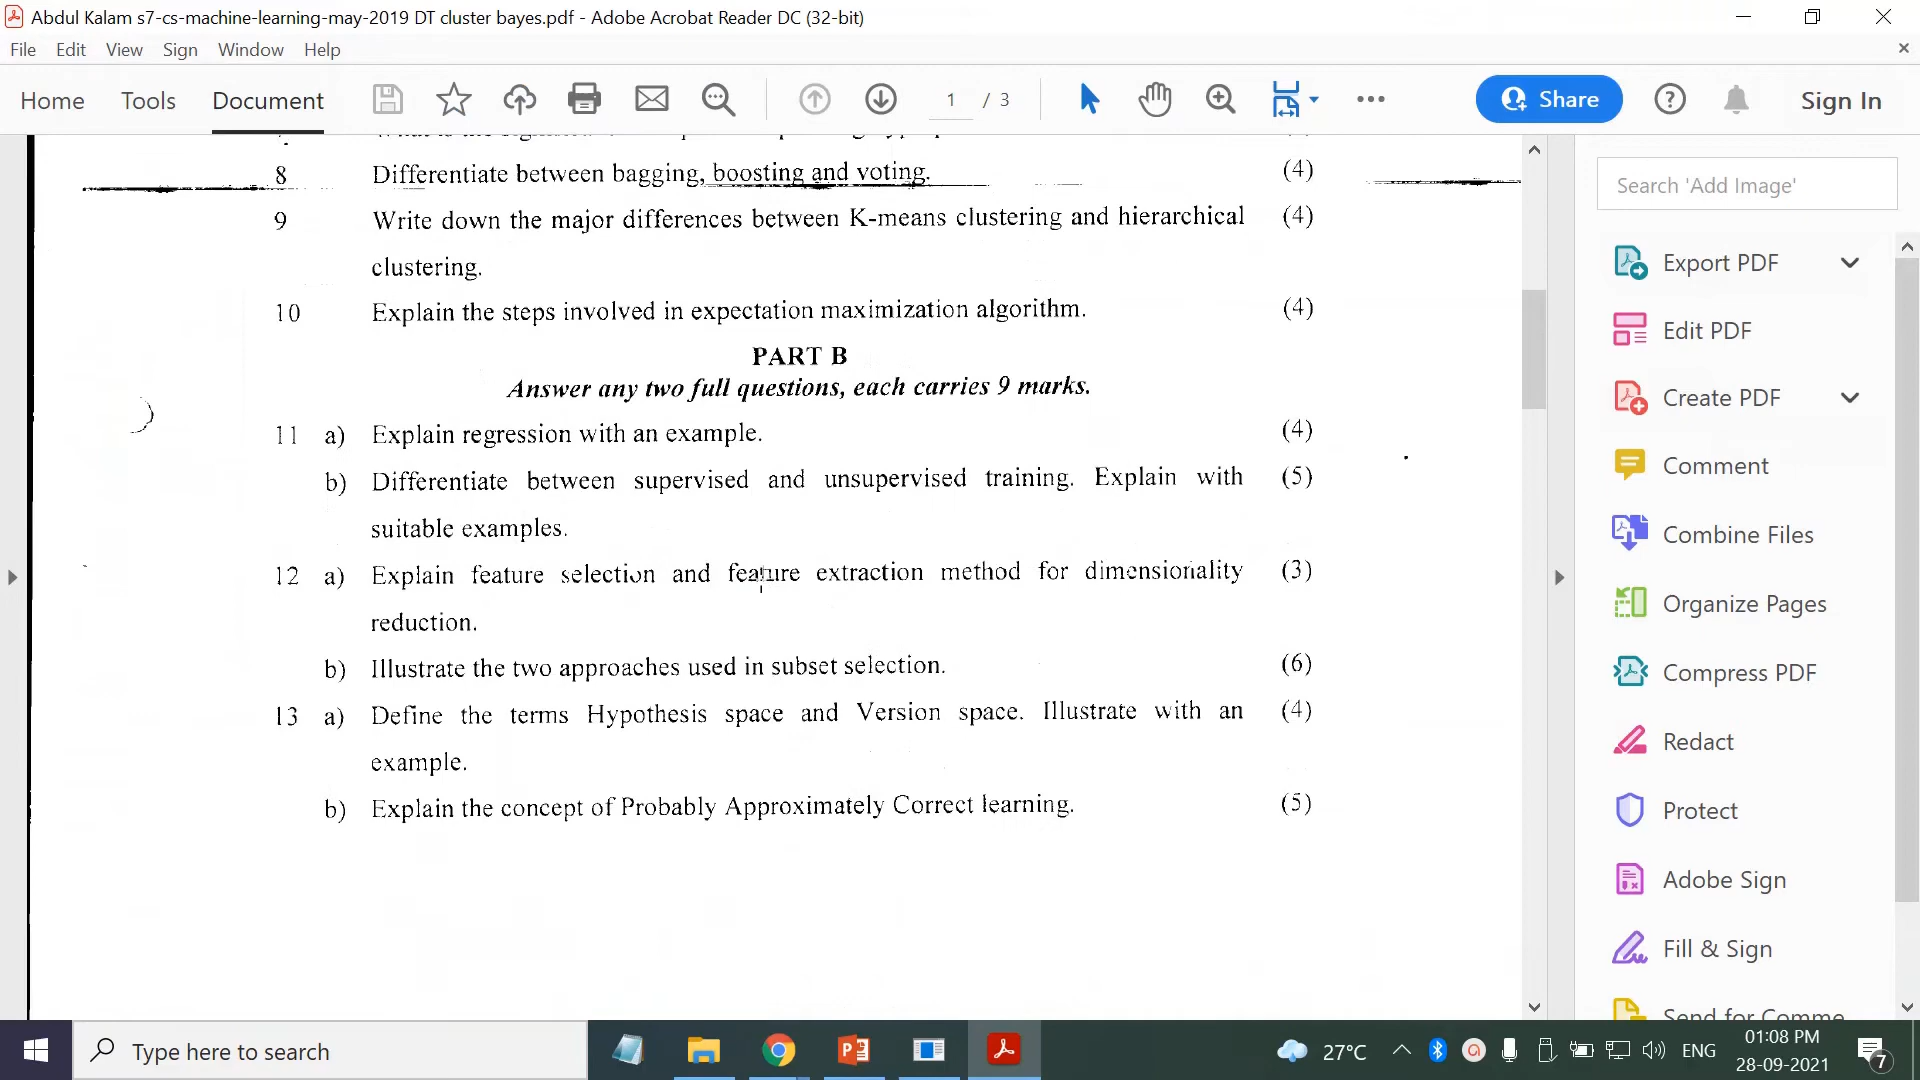 Abdul Kalam s7-cs-machine-learning-may-2019 DT cluster bayes.pdf - Adobe Acrobat Reader DC (32-bit)
File Edit View Sign Window Help
Home Tools Document 1 / 3 Share Sign In
8 Differentiate between bagging, boosting and voting. (4)
9 Write down the major differences between K-means clustering and hierarchical (4)
clustering.
10 Explain the steps involved in expectation maximization algorithm. (4)
PART B
Answer any two full questions, each carries 9 marks.
11 a) Explain regression with an example. (4)
b) Differentiate between supervised and unsupervised training. Explain with (5)
suitable examples.
12 a) Explain feature selection and feature extraction method for dimensionality (3)
reduction.
b) Illustrate the two approaches used in subset selection. (6)
13 a) Define the terms Hypothesis space and Version space. Illustrate with an (4)
example.
b) Explain the concept of Probably Approximately Correct learning. (5)
Search 'Add Image'
Export PDF
Edit PDF
Create PDF
Comment
Combine Files
Organize Pages
Compress PDF
Redact
Protect
Adobe Sign
Fill & Sign
Send for Comme
Type here to search
27°C
ENG
01:08 PM
28-09-2021
7